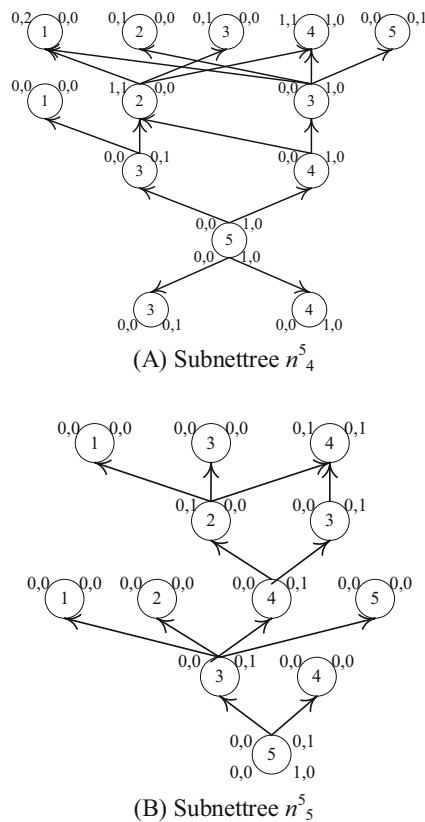 0,2 1 0,0 0,1 2 0,0 0,1 3 0,0 1,1 4 1,0 0,0 5 0,1
0,0 1 0,0 1,1 2 0,0 0,0 3 1,0
0,0 3 0,1 0,0 4 1,0
0,0 1,0
5
0,0 1,0
3 4
0,0 0,1 0,0 1,0
(A) Subnettree n⁵₄
0,0 1 0,0 0,0 3 0,0 0,1 4 0,1
0,1 2 0,0 0,0 3 0,1
0,0 1 0,0 0,0 2 0,0 0,0 4 0,1 0,0 5 0,0
0,0 3 0,1 0,0 4 0,0
0,0 0,1
5
0,0 1,0
(B) Subnettree n⁵₅